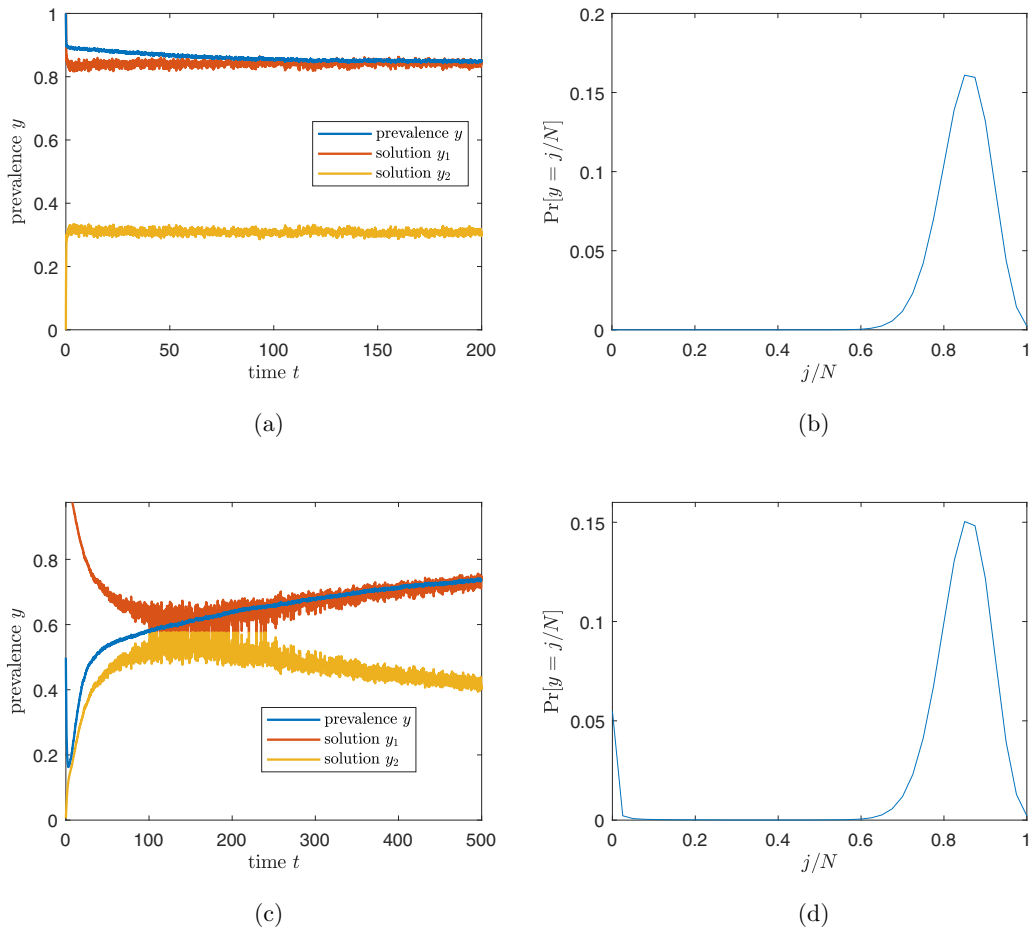 1
0.8
0.6
0.4
0.2
0
prevalence y
prevalence y
solution y1
solution y2
0 50 100 150 200
time t
(a)
0.2
0.15
0.1
0.05
0
Pr[y = j/N]
0 0.2 0.4 0.6 0.8 1
j/N
(b)
0.8
0.6
0.4
0.2
0
prevalence y
prevalence y
solution y1
solution y2
0 100 200 300 400 500
time t
(c)
0.15
0.1
0.05
0
Pr[y = j/N]
0 0.2 0.4 0.6 0.8 1
j/N
(d)